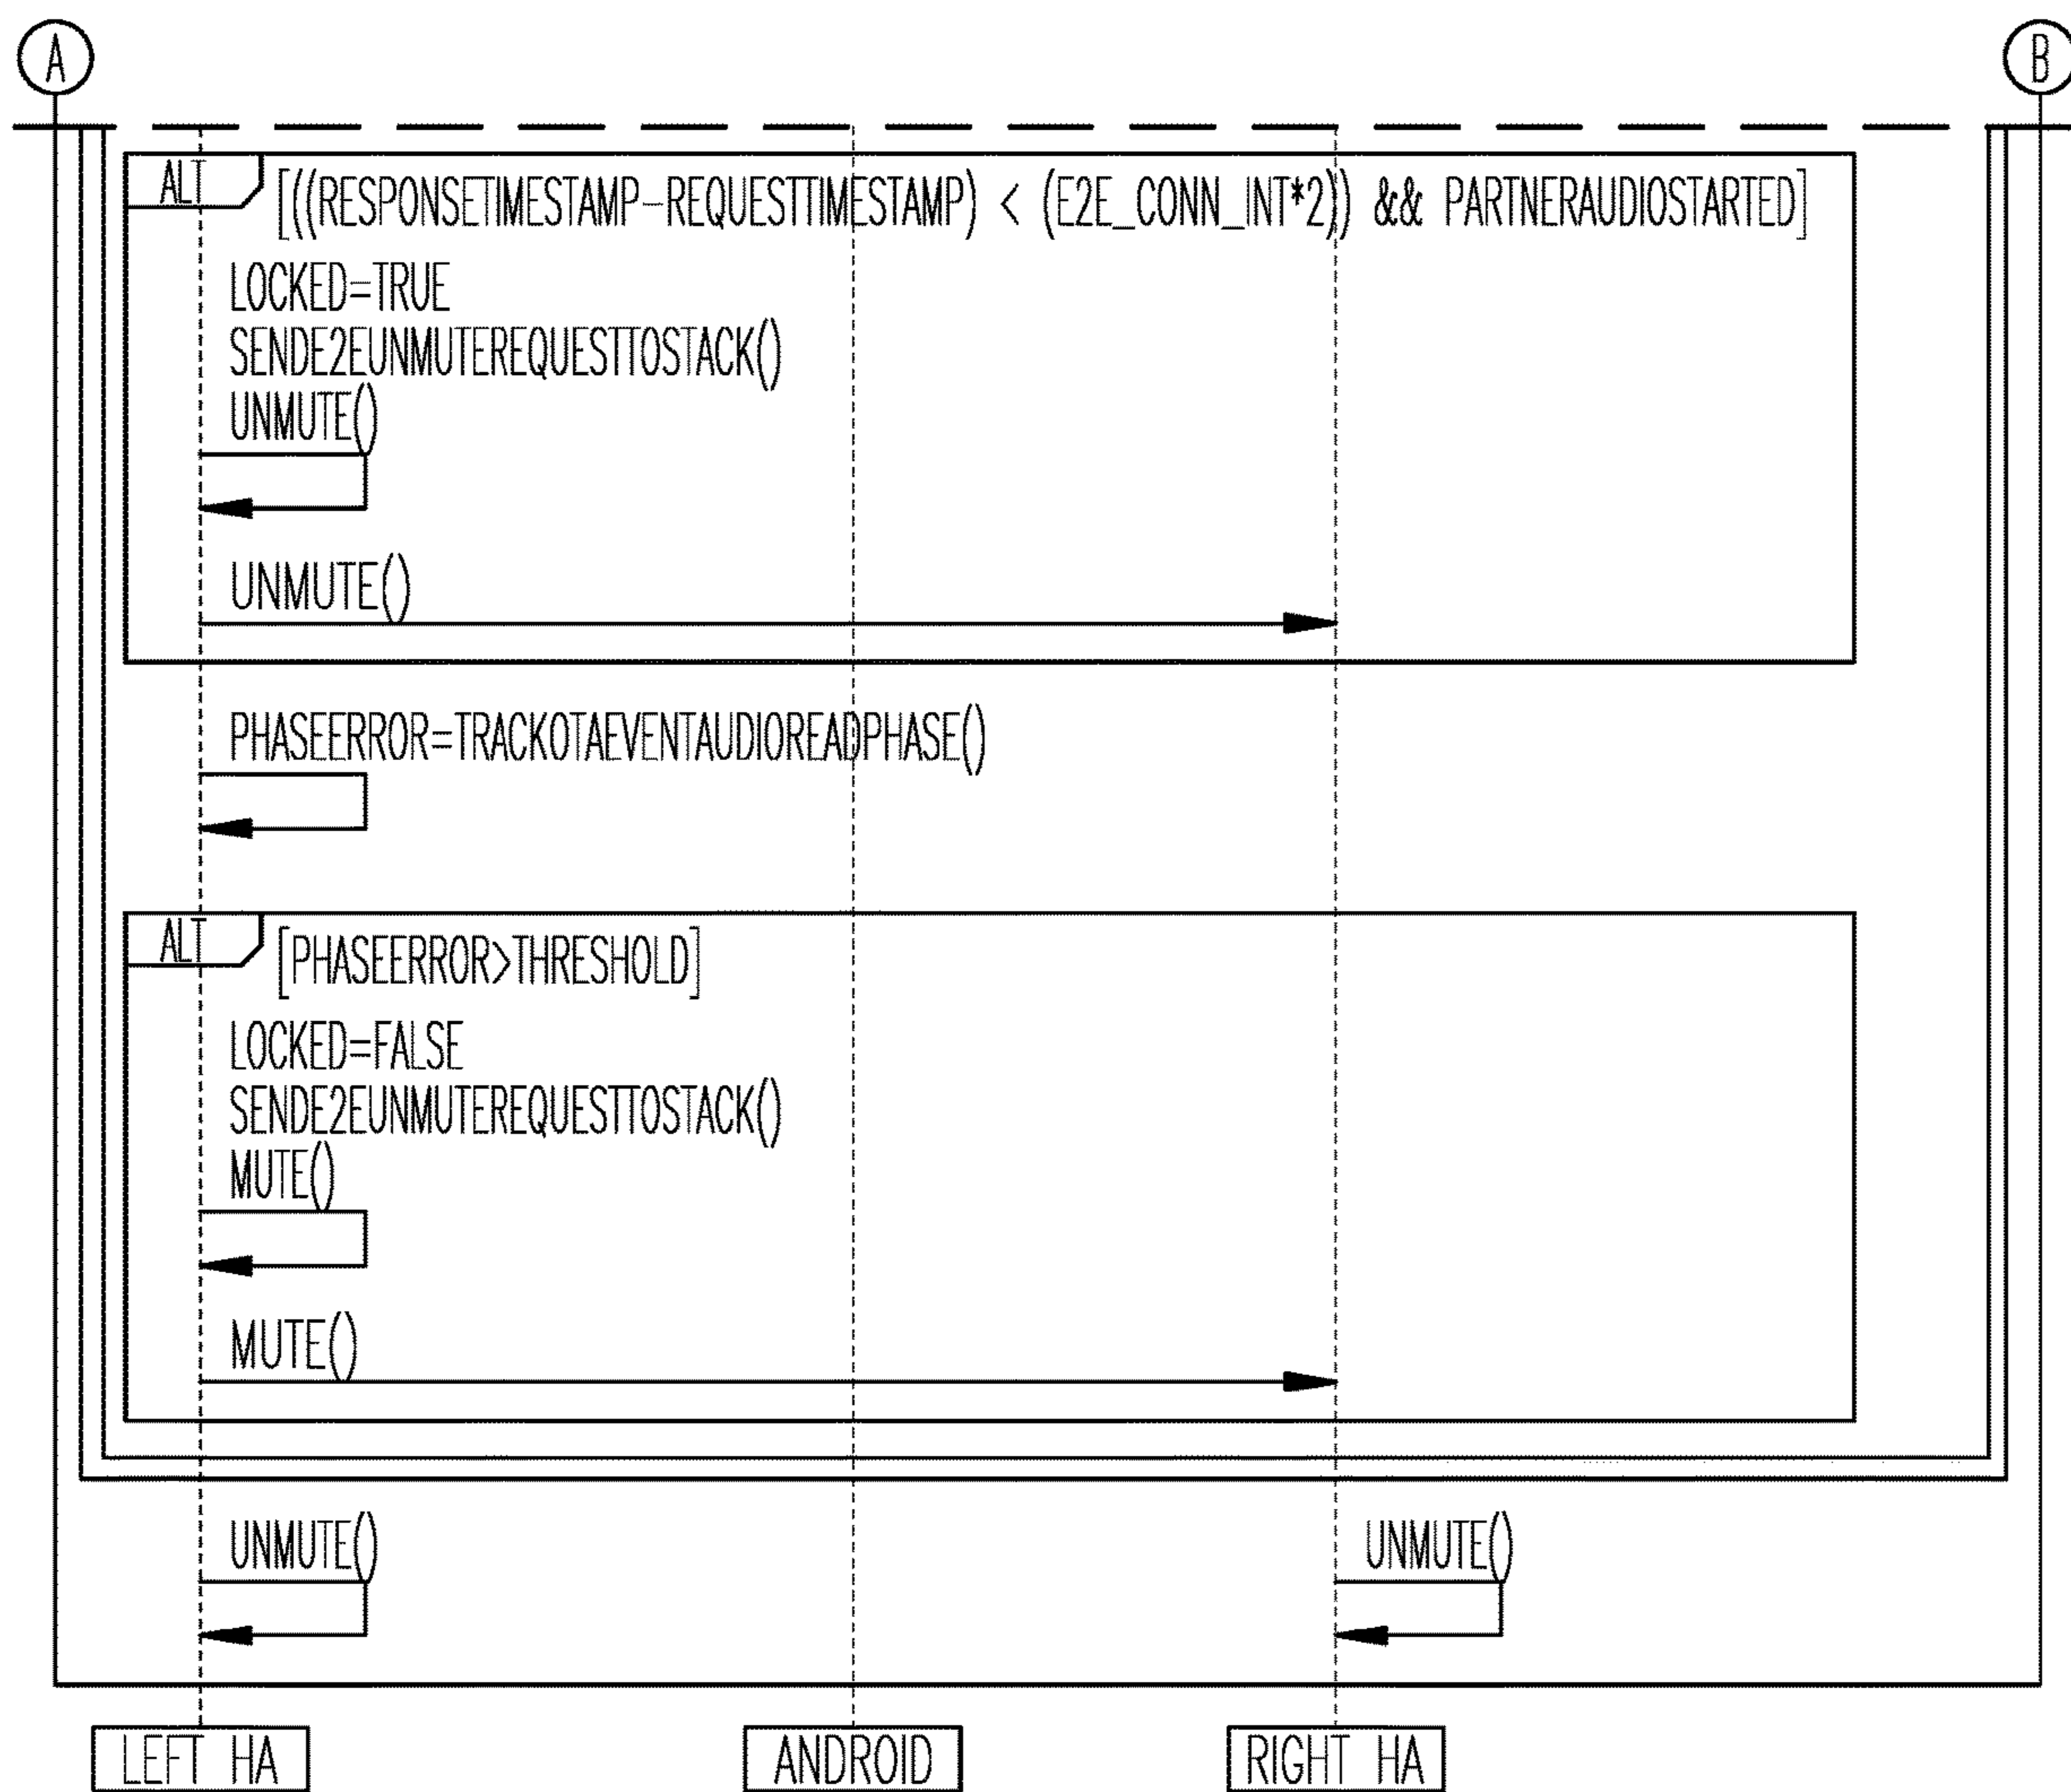 A
B
ALT
[((RESPONSETIMESTAMP-REQUESTTIMESTAMP) < (E2E_CONN_INT*2)) && PARTNERAUDIOSTARTED]
LOCKED=TRUE
SENDE2EUNMUTEREQUESTTOSTACK()
UNMUTE()
UNMUTE()
PHASEERROR=TRACKOTAEVENTAUDIOREADPHASE()
ALT
[PHASEERROR>THRESHOLD]
LOCKED=FALSE
SENDE2EUNMUTEREQUESTTOSTACK()
MUTE()
MUTE()
UNMUTE()
UNMUTE()
LEFT HA
ANDROID
RIGHT HA